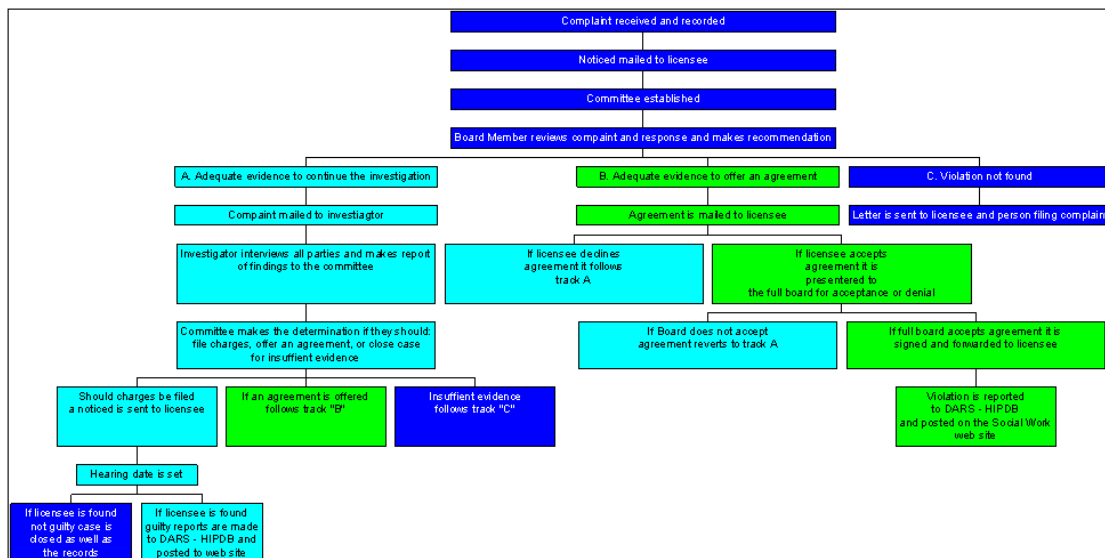 Complaint received and recorded
Noticed mailed to licensee
Committee established
Board Member reviews compaint and response and makes recommendation
A. Adequate evidence to continue the investigation
B. Adequate evidence to offer an agreement
C. Violation not found
Compaint mailed to investiagtor
Agreement is mailed to licensee
Letter is sent to licensee and person filing complain
Investigator interviews all parties and makes report
of findings to the committee
If licensee declines
agreement it follows
track A
If licensee accepts
agreement it is
presentered to
the full board for acceptance or denial
Committee makes the determination if they should:
file charges, offer an agreement, or close case
for insuffient evidence
If Board does not accept
agreement reverts to track A
If full board accepts agreement it is
signed and forwarded to licensee
Should charges be filed
a noticed is sent to licensee
If an agreement is offered
follows track "B"
Insufficient evidence
follows track "C"
Violation is reported
to DARS - HIPDB
and posted on the Social Work
web site
Hearing date is set
If licensee is found
not guilty case is
closed as well as
the records
If licensee is found
guilty reports are made
to DARS - HIPDB and
posted to web site